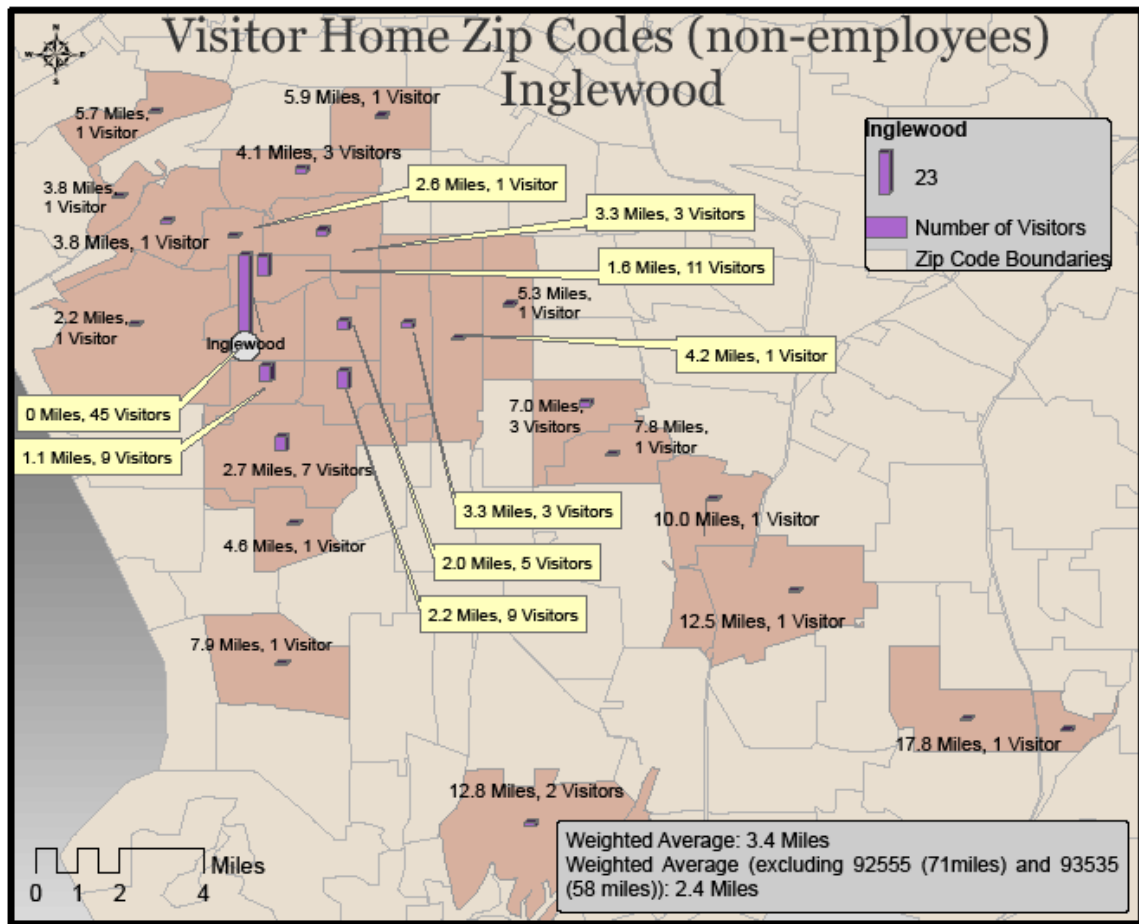 Visitor Home Zip Codes (non-employees)
Inglewood
N
W
E
S
5.9 Miles, 1 Visitor
5.7 Miles,
1 Visitor
4.1 Miles, 3 Visitors
Inglewood
23
Number of Visitors
Zip Code Boundaries
2.6 Miles, 1 Visitor
3.8 Miles,
1 Visitor
3.3 Miles, 3 Visitors
3.8 Miles, 1 Visitor
1.6 Miles, 11 Visitors
5.3 Miles,
1 Visitor
2.2 Miles,
1 Visitor
Inglewood
4.2 Miles, 1 Visitor
0 Miles, 45 Visitors
7.0 Miles,
3 Visitors
7.8 Miles,
1 Visitor
1.1 Miles, 9 Visitors
2.7 Miles, 7 Visitors
3.3 Miles, 3 Visitors
10.0 Miles, 1 Visitor
4.6 Miles, 1 Visitor
2.0 Miles, 5 Visitors
2.2 Miles, 9 Visitors
12.5 Miles, 1 Visitor
7.9 Miles, 1 Visitor
17.8 Miles, 1 Visitor
12.8 Miles, 2 Visitors
Miles
0 1 2 4
Weighted Average: 3.4 Miles
Weighted Average (excluding 92555 (71miles) and 93535
(58 miles)): 2.4 Miles